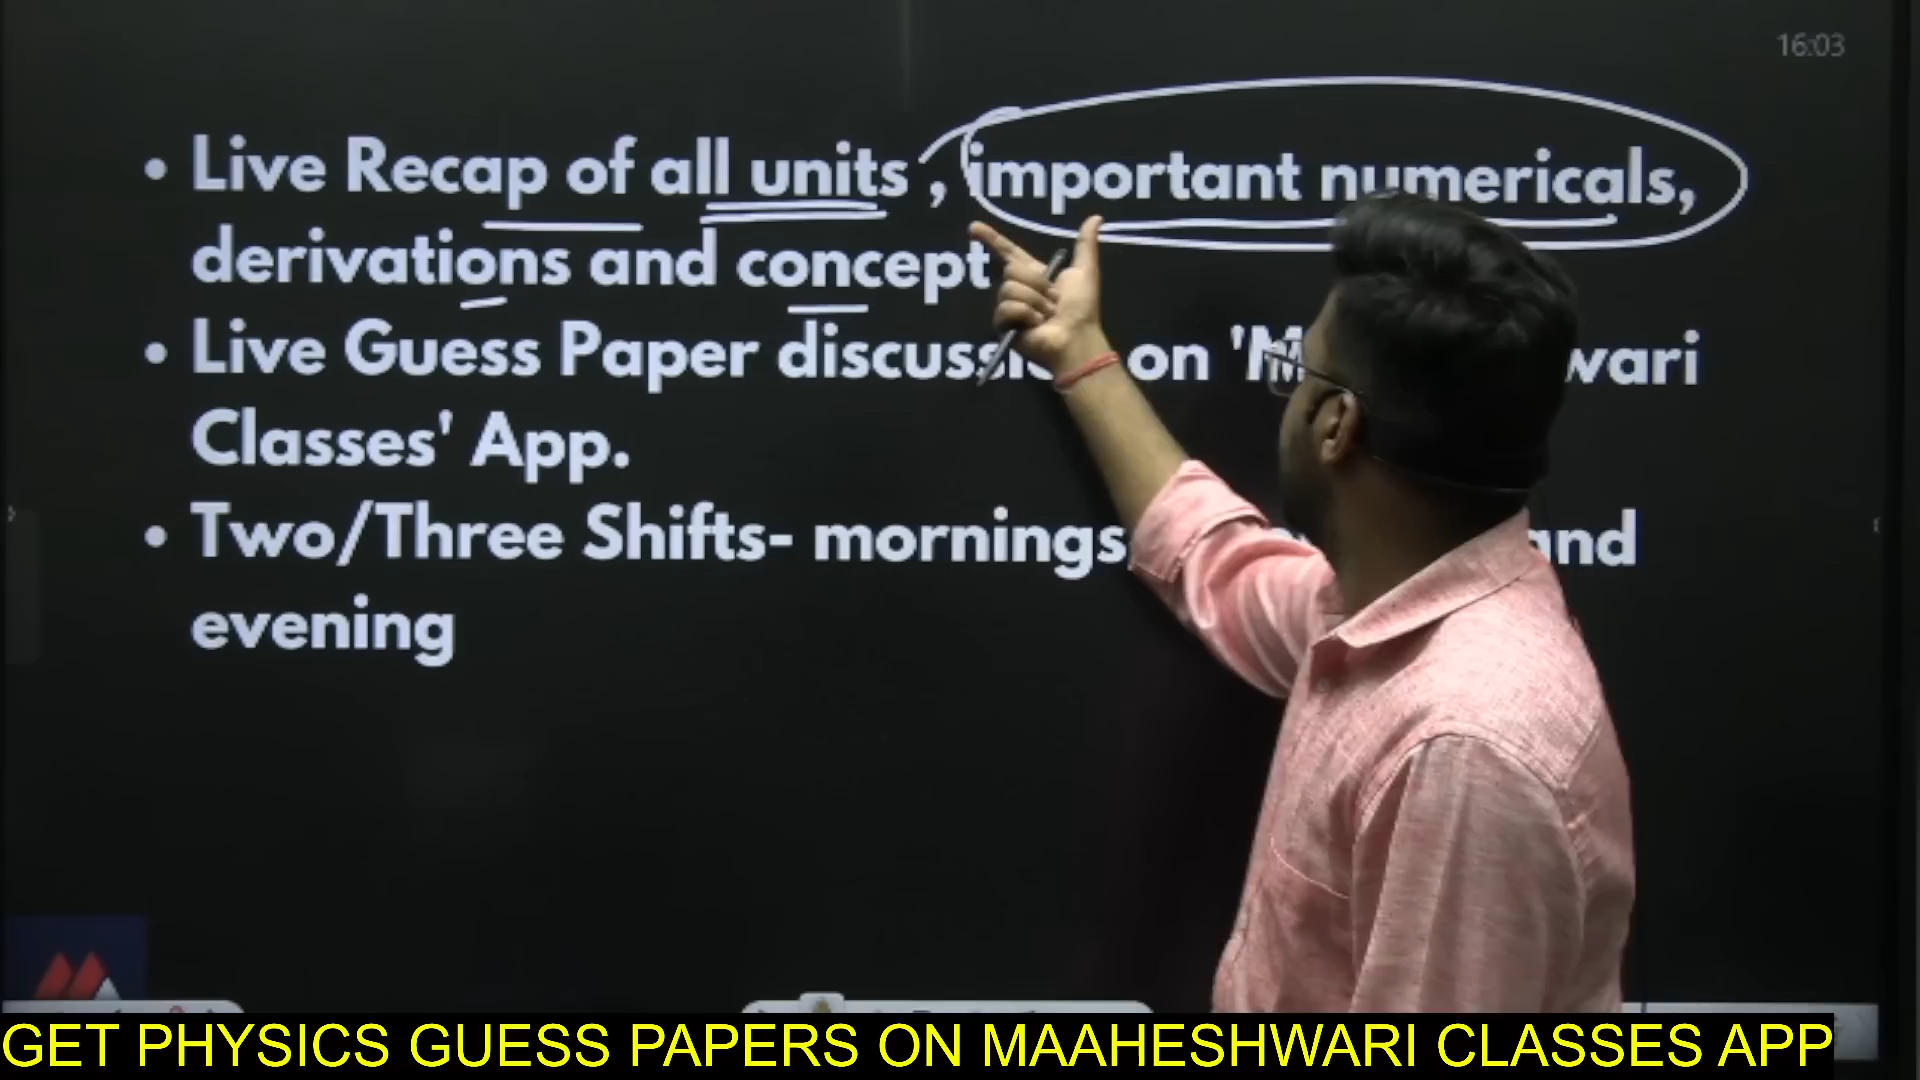 16:03
• Live Recap of all units , important numericals,
derivations and concept
• Live Guess Paper on
Classes' App.
• Two/Three Shifts- mornings, and
evening
GET PHYSICS GUESS PAPERS ON MAAHESHWARI CLASSES APP